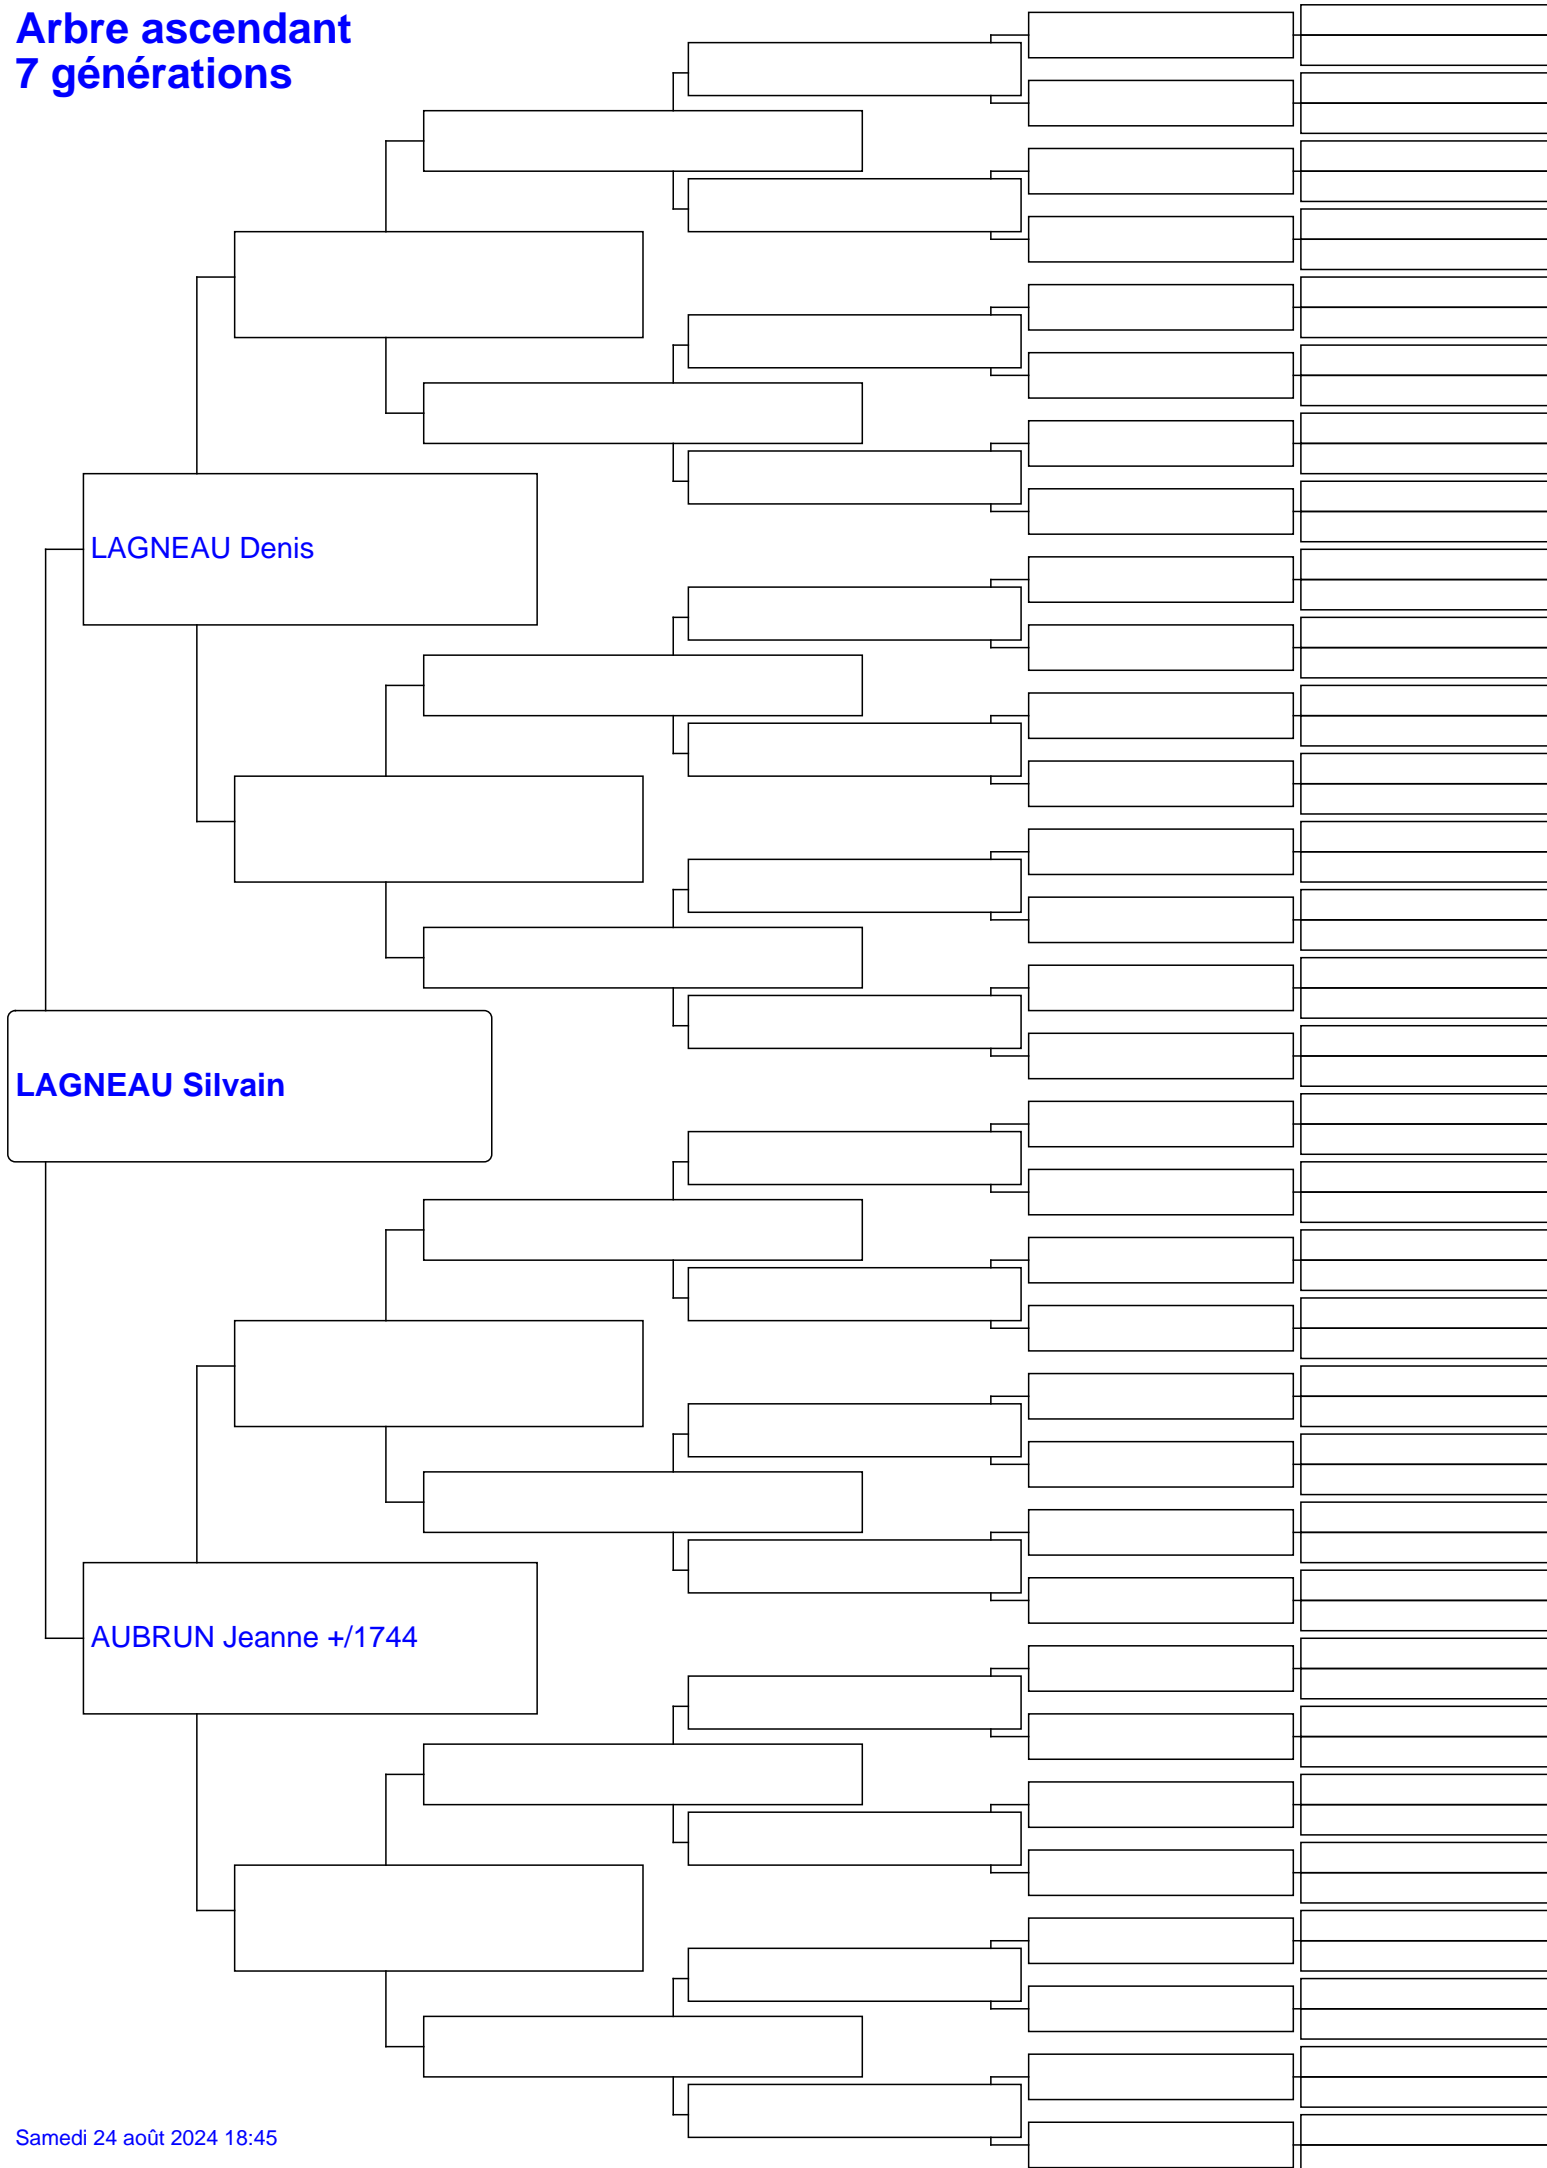 Arbre ascendant
7 générations
LAGNEAU Denis
LAGNEAU Silvain
AUBRUN Jeanne +/1744
Samedi 24 août 2024 18:45